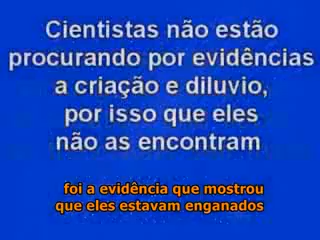 Cientistas não estão
procurando por evidências
a criação e diluvio,
por isso que eles
não as encontram
foi a evidência que mostrou
que eles estavam enganados